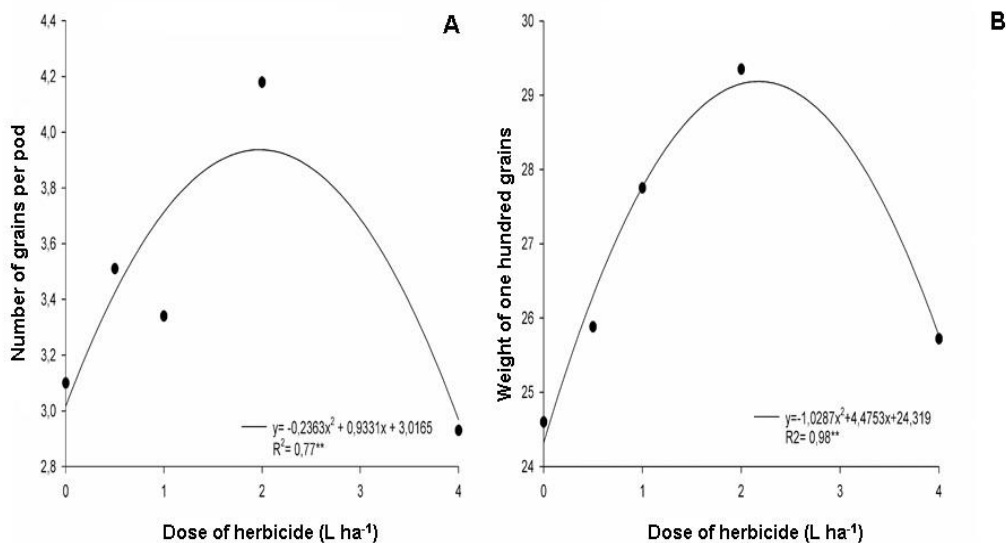 A
Number of grains per pod
4,4
4,2
4,0
3,8
3,6
3,4
3,2
3,0
2,8
y= -0,2363x² + 0,9331x + 3,0165
R²= 0,77**
0
1
2
3
4
Dose of herbicide (L ha⁻¹)
B
Weight of one hundred grains
30
29
28
27
26
25
24
y=-1,0287x²+4,4753x+24,319
R2= 0,98**
0
1
2
3
4
Dose of herbicide (L ha⁻¹)